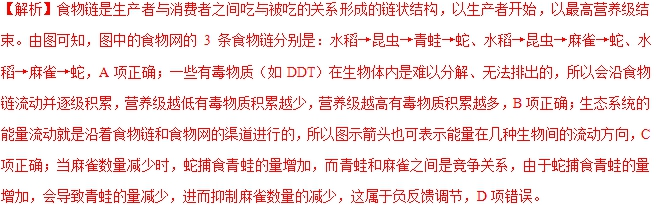 【解析】食物链是生产者与消费者之间吃与被吃的关系形成的链状结构，以生产者开始，以最高营养级结
束。由图可知，图中的食物网的 3 条食物链分别是：水稻→昆虫→青蛙→蛇、水稻→昆虫→麻雀→蛇、水
稻→麻雀→蛇，A 项正确；一些有毒物质（如 DDT）在生物体内是难以分解、无法排出的，所以会沿食物
链流动并逐级积累，营养级越低有毒物质积累越少，营养级越高有毒物质积累越多，B 项正确；生态系统的
能量流动就是沿着食物链和食物网的渠道进行的，所以图示箭头也可表示能量在几种生物间的流动方向，C
项正确；当麻雀数量减少时，蛇捕食青蛙的量增加，而青蛙和麻雀之间是竞争关系，由于蛇捕食青蛙的量
增加，会导致青蛙的量减少，进而抑制麻雀数量的减少，这属于负反馈调节，D 项错误。